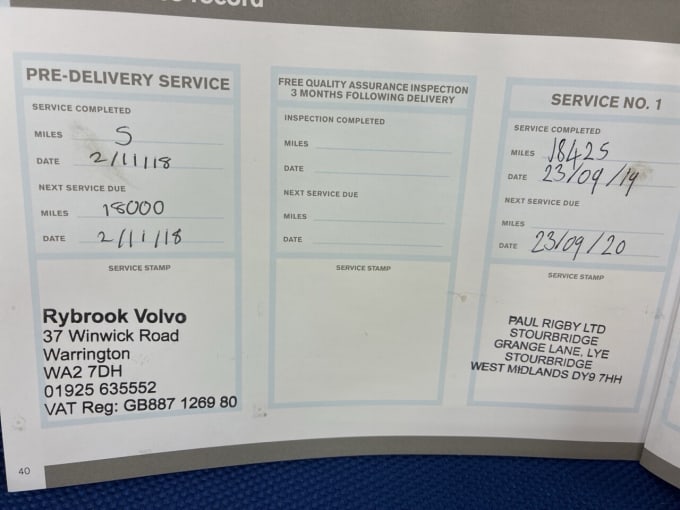 record
PRE-DELIVERY SERVICE
SERVICE COMPLETED
MILES 5
DATE 2/11/18
NEXT SERVICE DUE
MILES 18000
DATE 2/11/18
SERVICE STAMP
Rybrook Volvo
37 Winwick Road
Warrington
WA2 7DH
01925 635552
VAT Reg: GB887 1269 80
FREE QUALITY ASSURANCE INSPECTION
3 MONTHS FOLLOWING DELIVERY
INSPECTION COMPLETED
MILES
DATE
NEXT SERVICE DUE
MILES
DATE
SERVICE STAMP
SERVICE NO. 1
SERVICE COMPLETED
MILES 18425
DATE 23/09/19
NEXT SERVICE DUE
MILES
DATE 23/09/20
SERVICE STAMP
PAUL RIGBY LTD
STOURBRIDGE
GRANGE LANE, LYE
STOURBRIDGE
WEST MIDLANDS DY9 7HH
40